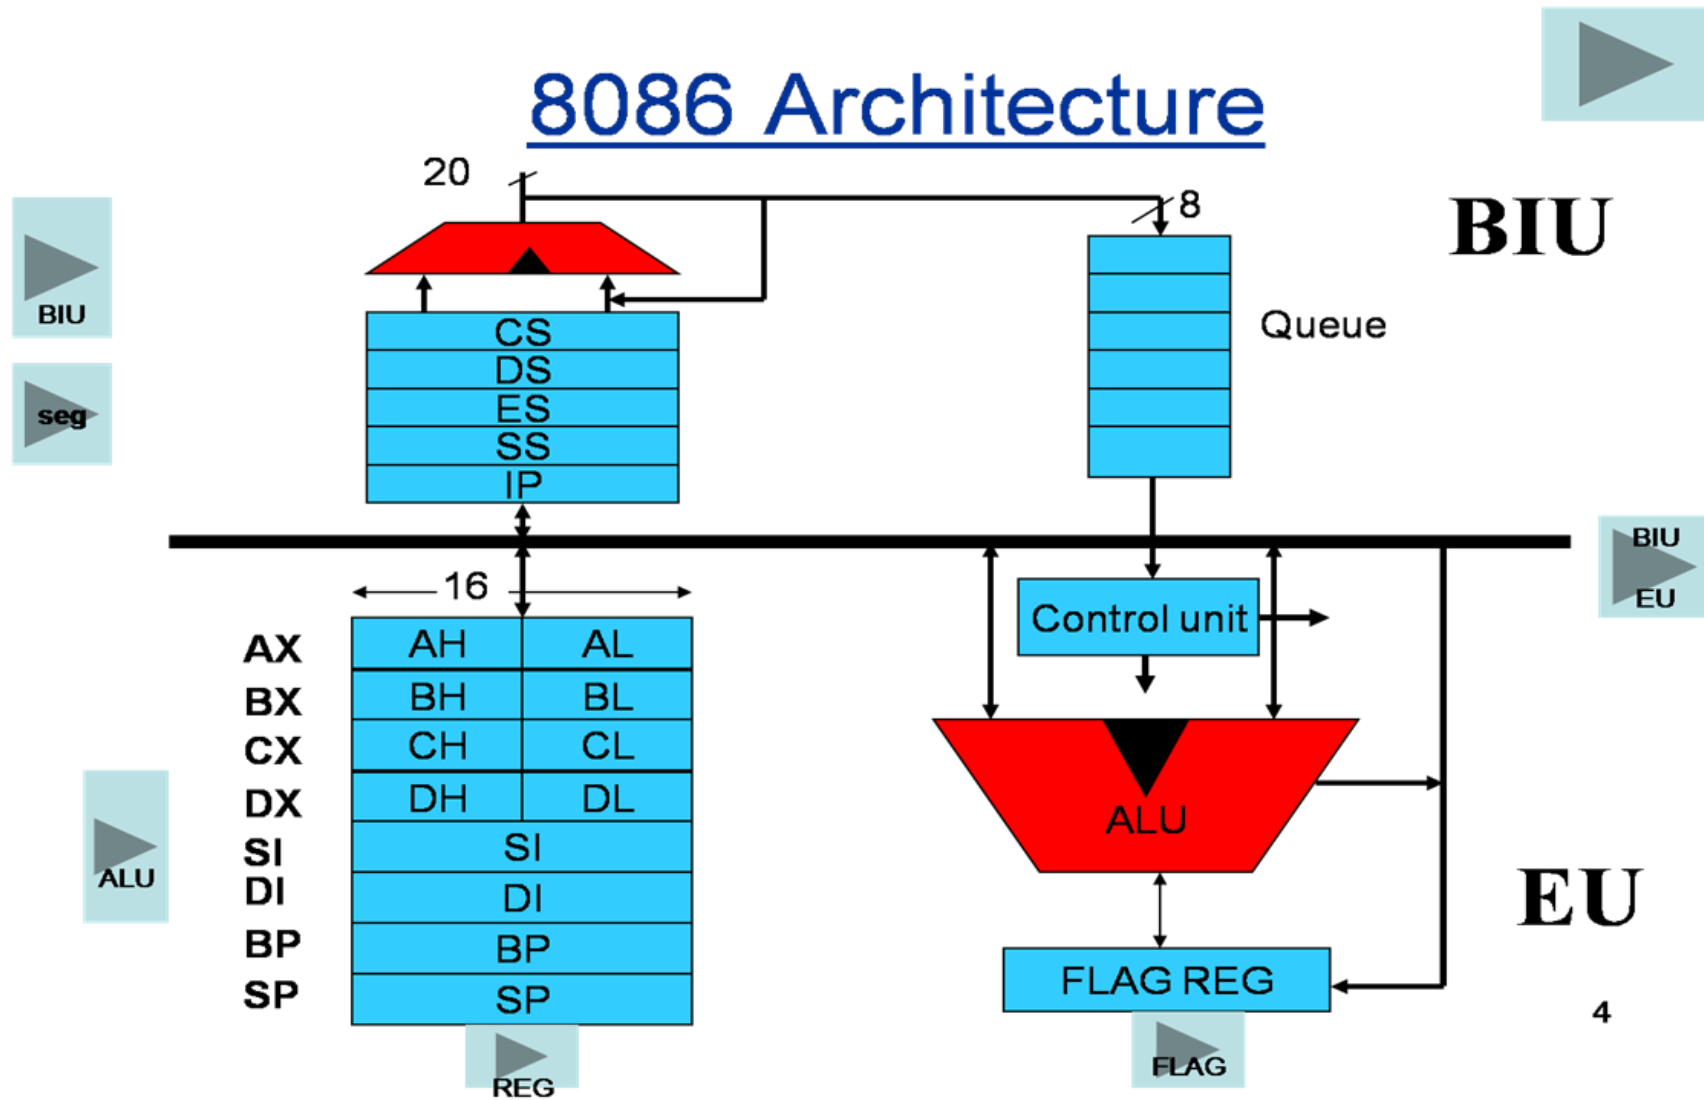 8086 Architecture
20
8
BIU
BIU
Queue
seg
CS
DS
ES
SS
IP
BIU
EU
16
Control unit
AX AH AL
BX BH BL
CX CH CL
DX DH DL
SI SI
DI DI
BP BP
SP SP
ALU
ALU
EU
FLAG REG
4
REG
FLAG